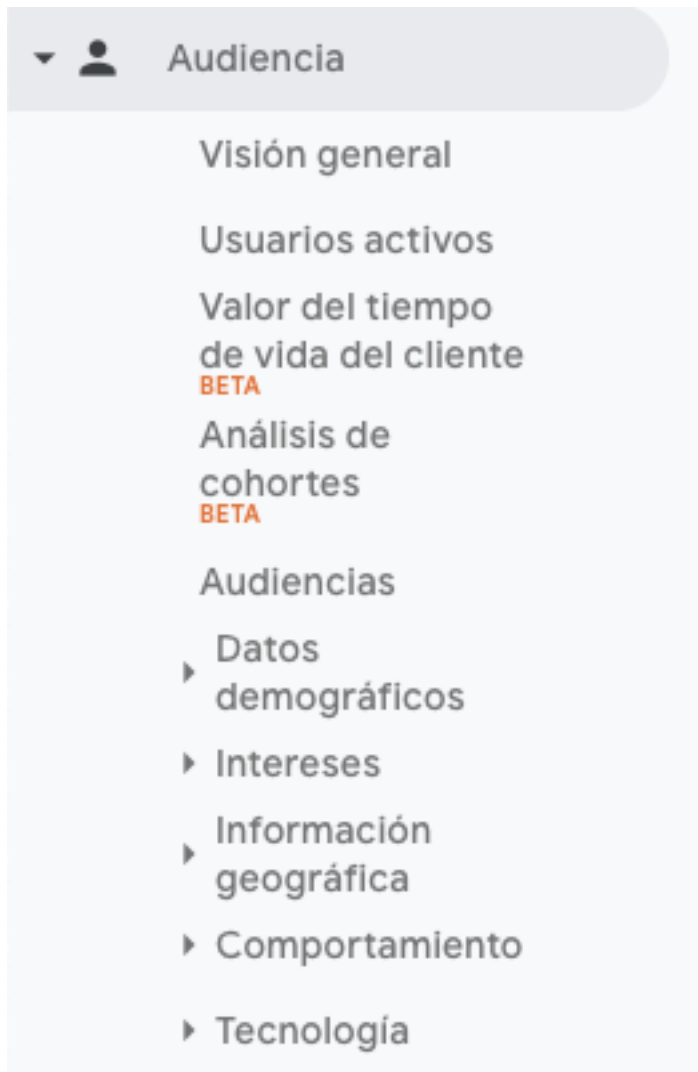 Audiencia
Visión general
Usuarios activos
Valor del tiempo
de vida del cliente
BETA
Análisis de
cohortes
BETA
Audiencias
Datos
demográficos
Intereses
Información
geográfica
Comportamiento
Tecnología